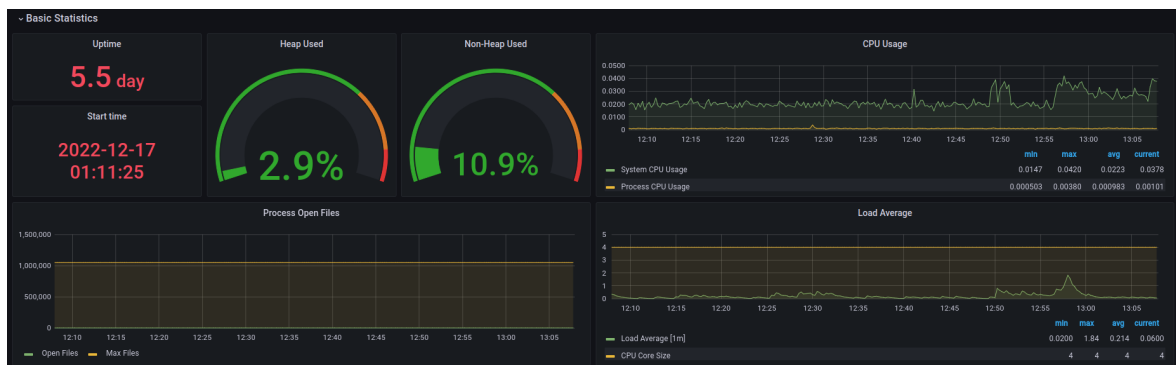 Basic Statistics
Uptime
5.5 day
Start time
2022-12-17
01:11:25
Heap Used
2.9%
Non-Heap Used
10.9%
CPU Usage
0.0500
0.0400
0.0300
0.0200
0.0100
0
12:10 12:15 12:20 12:25 12:30 12:35 12:40 12:45 12:50 12:55 13:00 13:05
min max avg current
System CPU Usage 0.0147 0.0420 0.0223 0.0378
Process CPU Usage 0.000503 0.00380 0.000983 0.00101
Process Open Files
1,500,000
1,000,000
500,000
0
12:10 12:15 12:20 12:25 12:30 12:35 12:40 12:45 12:50 12:55 13:00 13:05
Open Files Max Files
Load Average
5
4
3
2
1
0
12:10 12:15 12:20 12:25 12:30 12:35 12:40 12:45 12:50 12:55 13:00 13:05
min max avg current
Load Average [1m] 0.0200 1.84 0.214 0.0600
CPU Core Size 4 4 4 4